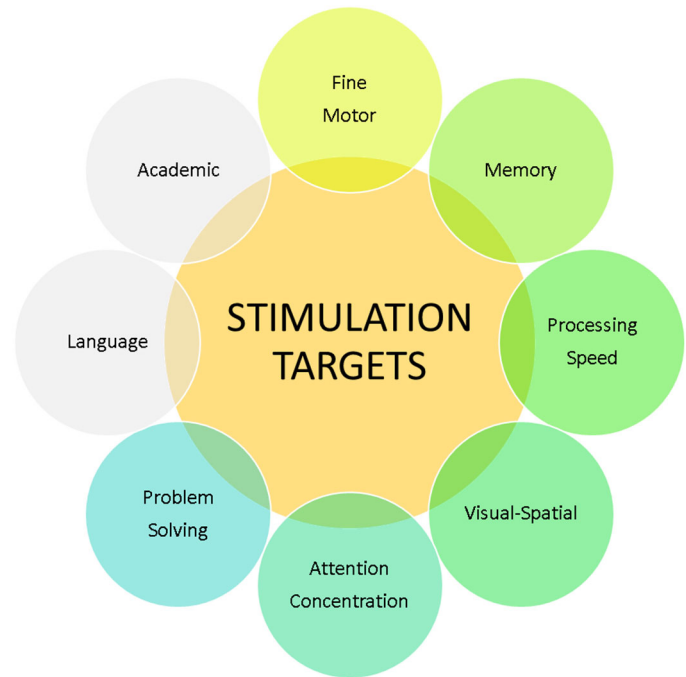 Fine
Motor
Memory
Processing
Speed
Visual-Spatial
Attention
Concentration
Problem
Solving
Language
Academic
STIMULATION
TARGETS